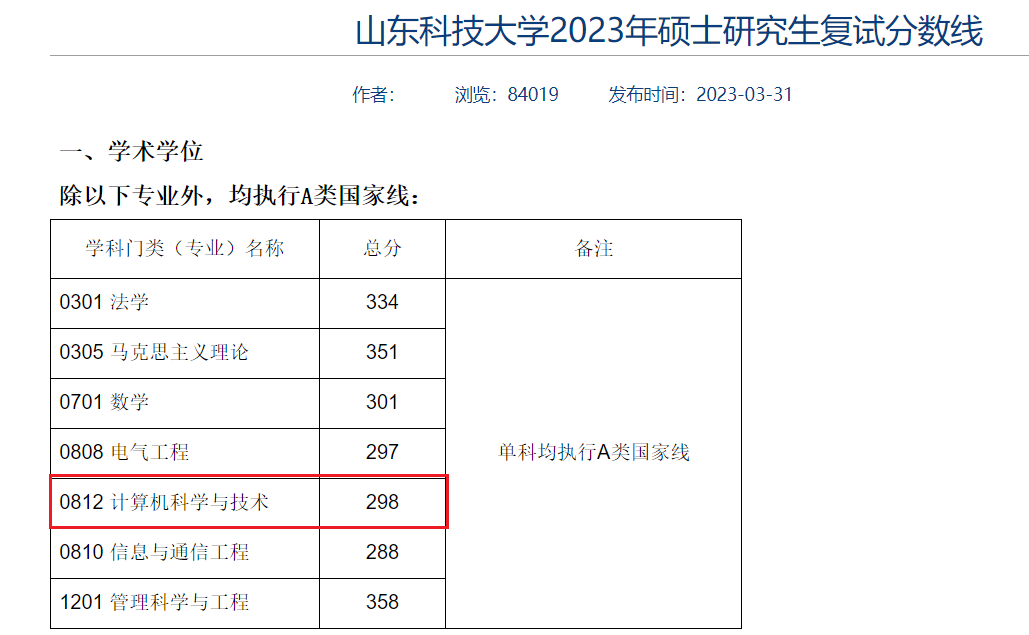 山东科技大学2023年硕士研究生复试分数线
作者： 浏览：84019 发布时间：2023-03-31
一、学术学位
除以下专业外，均执行A类国家线：
学科门类（专业）名称 总分 备注
0301 法学 334
0305 马克思主义理论 351
0701 数学 301
0808 电气工程 297 单科均执行A类国家线
0812 计算机科学与技术 298
0810 信息与通信工程 288
1201 管理科学与工程 358